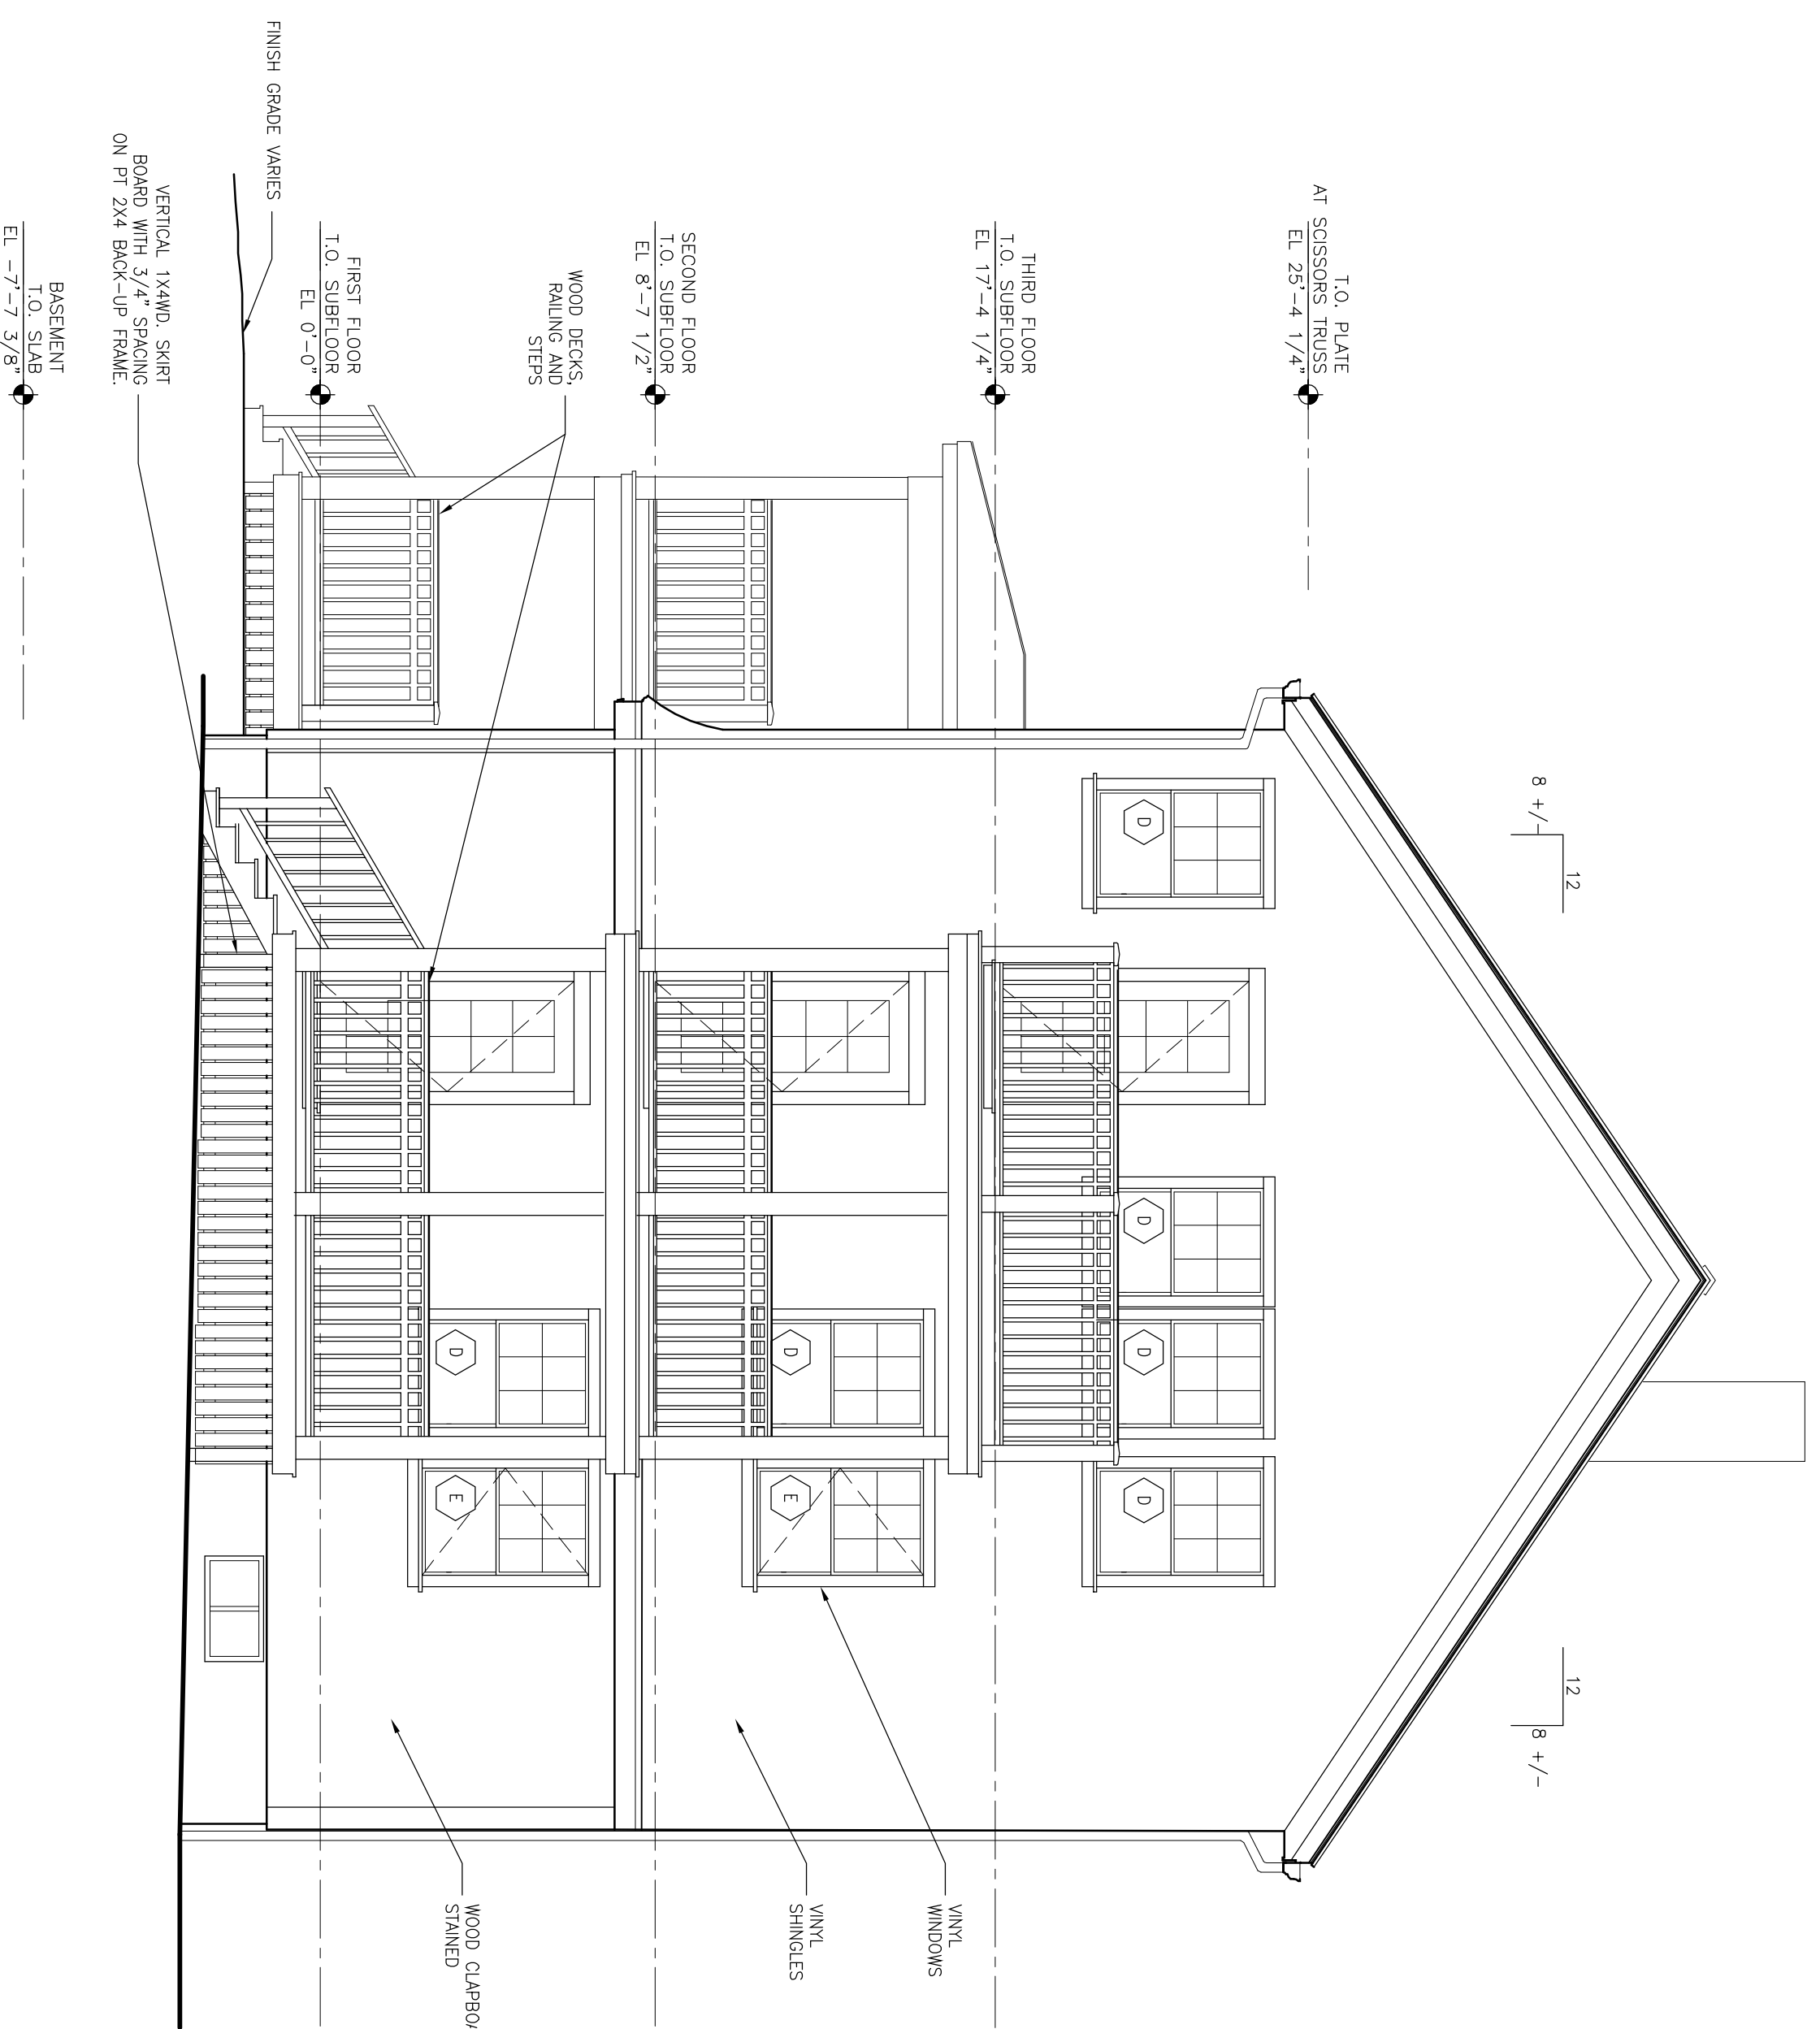 8 +/-
12
12
8 +/-
T.O. PLATE
AT SCISSORS TRUSS
EL 25'-4 1/4"
THIRD FLOOR
T.O. SUBFLOOR
EL 17'-4 1/4"
SECOND FLOOR
T.O. SUBFLOOR
EL 8'-7 1/2"
WOOD DECKS,
RAILING AND
STEPS
FIRST FLOOR
T.O. SUBFLOOR
EL 0'-0"
FINISH GRADE VARIES
VERTICAL 1X4WD. SKIRT
BOARD WITH 3/4" SPACING
ON PT 2X4 BACK-UP FRAME.
BASEMENT
T.O. SLAB
EL -7'-7 3/8"
D
D
D
D
D
E
D
E
VINYL
WINDOWS
VINYL
SHINGLES
WOOD
STAINED